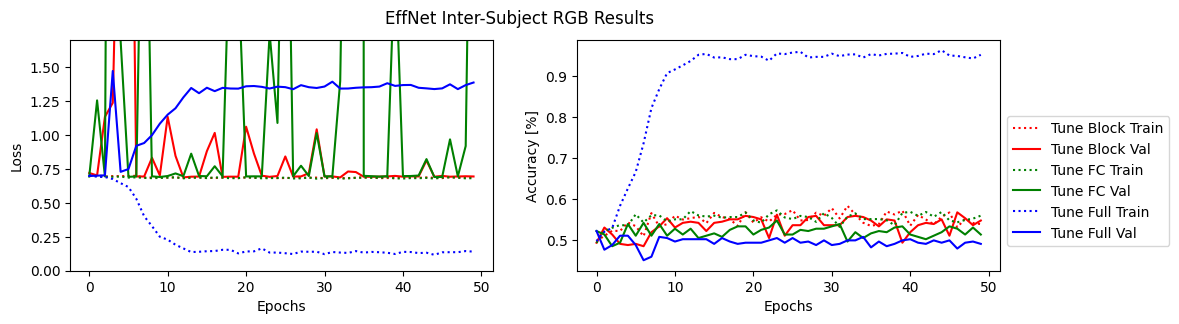 EffNet Inter-Subject RGB Results
Loss
1.50
1.25
1.00
0.75
0.50
0.25
0.00
0
10
20
30
40
50
Epochs
Accuracy [%]
0.9
0.8
0.7
0.6
0.5
0
10
20
30
40
50
Epochs
Tune Block Train
Tune Block Val
Tune FC Train
Tune FC Val
Tune Full Train
Tune Full Val